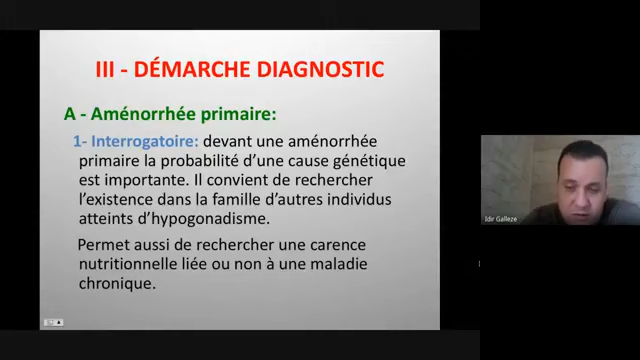 III - DÉMARCHE DIAGNOSTIC
A - Aménorrhée primaire:
1- Interrogatoire: devant une aménorrhée
primaire la probabilité d’une cause génétique
est importante. Il convient de rechercher
l’existence dans la famille d’autres individus
atteints d’hypogonadisme.
Permet aussi de rechercher une carence
nutritionnelle liée ou non à une maladie
chronique.
Idir Galleze